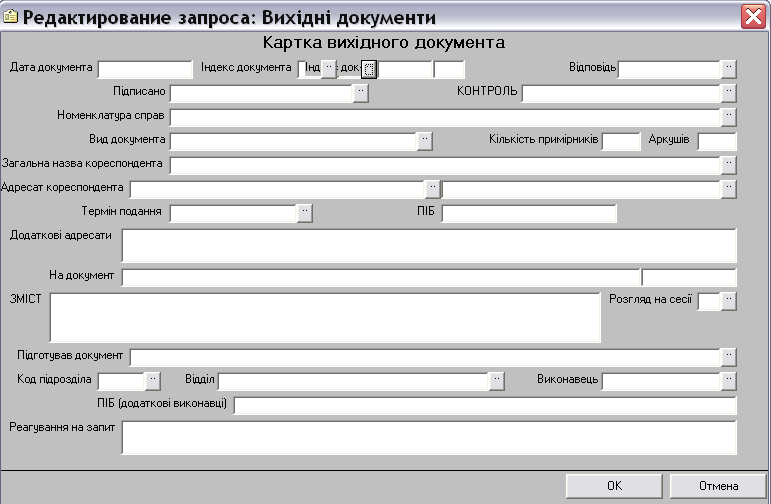 Редактирование запроса: Вихідні документи
Картка вихідного документа
Дата документа Індекс документа Інд док Відповідь
Підписано КОНТРОЛЬ
Номенклатура справ
Вид документа Кількість примірників Аркушів
Загальна назва кореспондента
Адресат кореспондента
Термін подання ПІБ
Додаткові адресати
На документ
ЗМІСТ Розгляд на сесії
Підготував документ
Код підрозділа Відділ Виконавець
ПІБ (додаткові виконавці)
Реагування на запит
OK Отмена